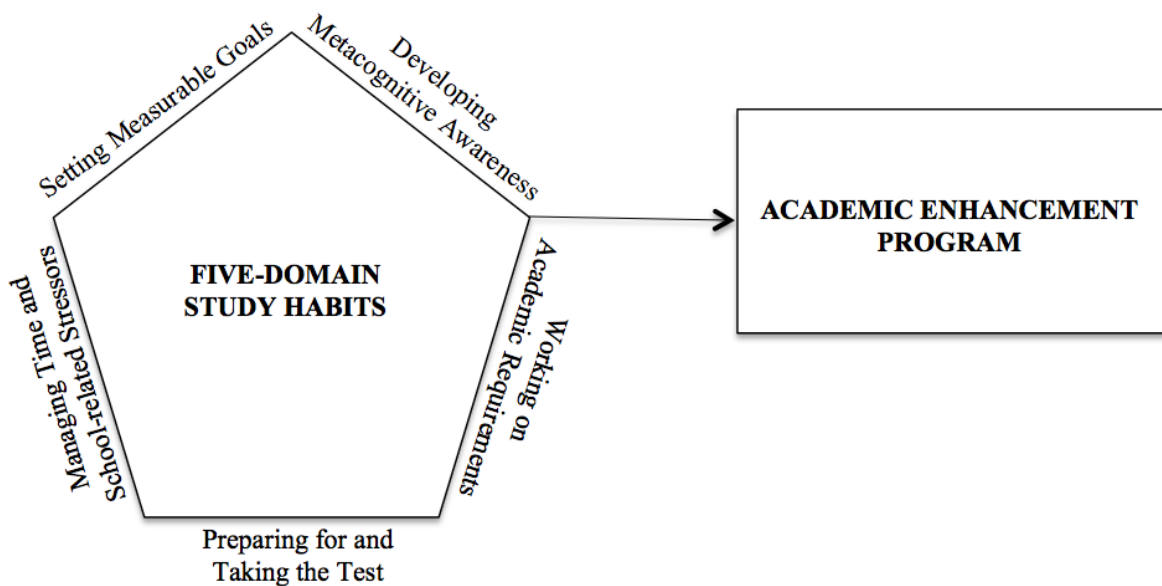 Setting Measurable Goals
Developing
Metacognitive Awareness
Working on
Academic Requirements
Preparing for and
Taking the Test
Managing Time and
School-related Stressors
FIVE-DOMAIN
STUDY HABITS
ACADEMIC ENHANCEMENT
PROGRAM